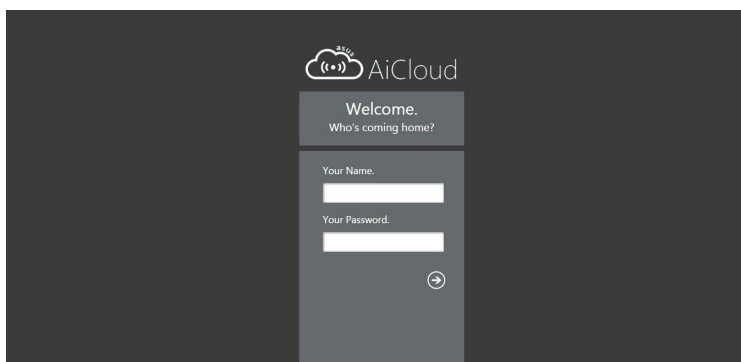 asus
AiCloud
Welcome.
Who's coming home?
Your Name.
Your Password.